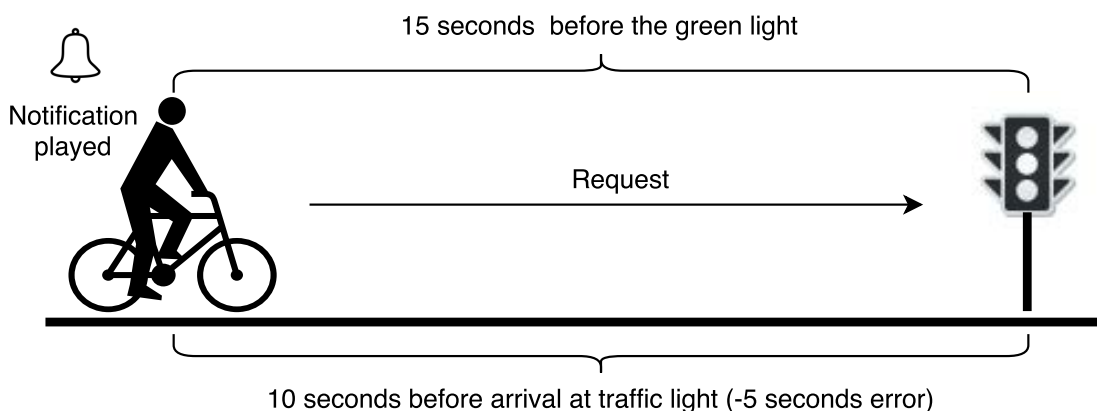 15 seconds  before the green light
Notification
played
Request
10 seconds before arrival at traffic light (-5 seconds error)